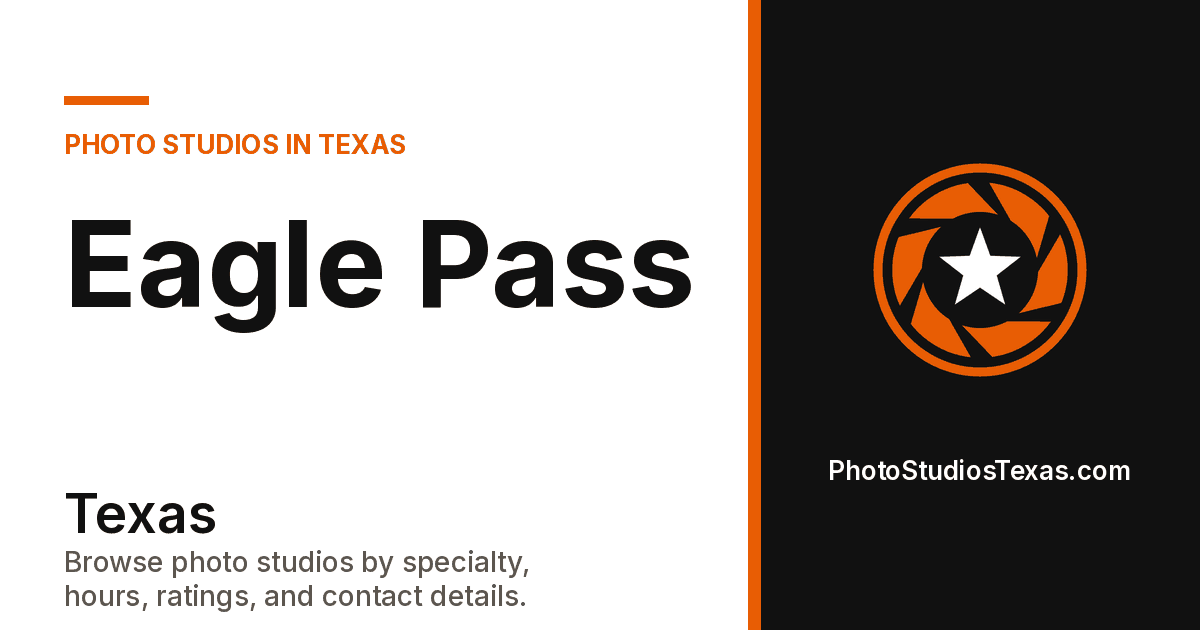 PHOTO STUDIOS IN TEXAS
Eagle Pass
Texas
Browse photo studios by specialty,
hours, ratings, and contact details.
PhotoStudiosTexas.com